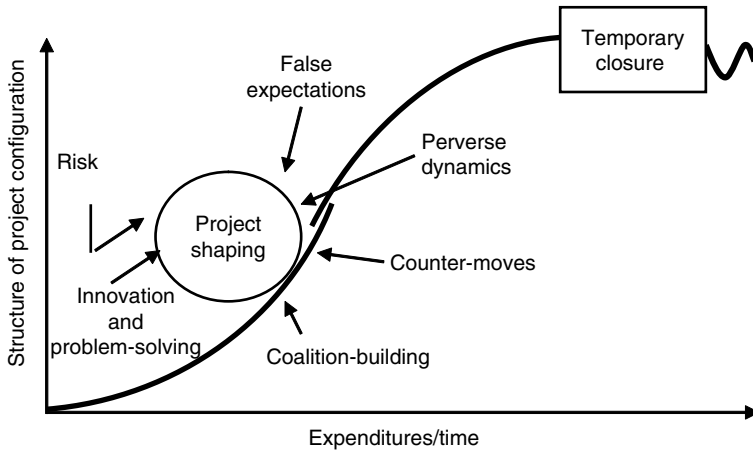 Structure of project configuration
Temporary
closure
False
expectations
Risk
Perverse
dynamics
Project
shaping
Counter-moves
Innovation
and
problem-solving
Coalition-building
Expenditures/time